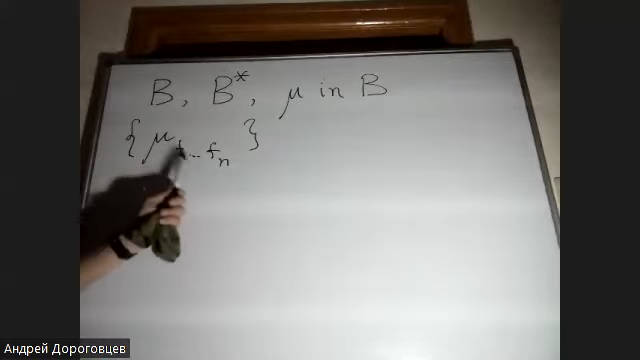 B, B*, μ in B
{ μ f₁... fₙ }
Андрей Дороговцев